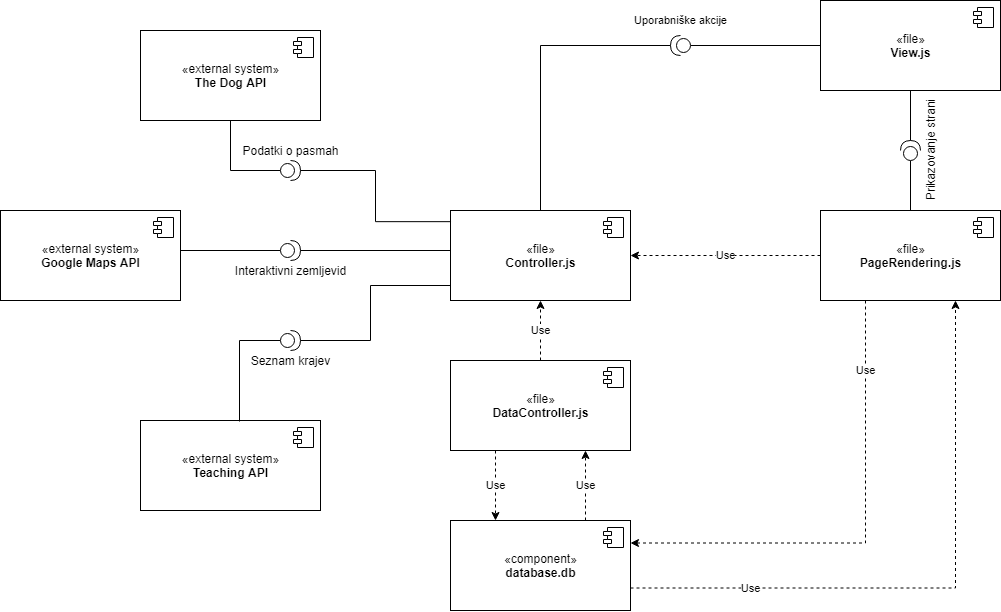 Uporabniške akcije
«file»
View.js
«external system»
The Dog API
Prikazovanje strani
Podatki o pasmah
«external system»
Google Maps API
Interaktivni zemljevid
«file»
Controller.js
Use
«file»
PageRendering.js
Use
Seznam krajev
Use
«file»
DataController.js
«external system»
Teaching API
Use
Use
«component»
database.db
Use